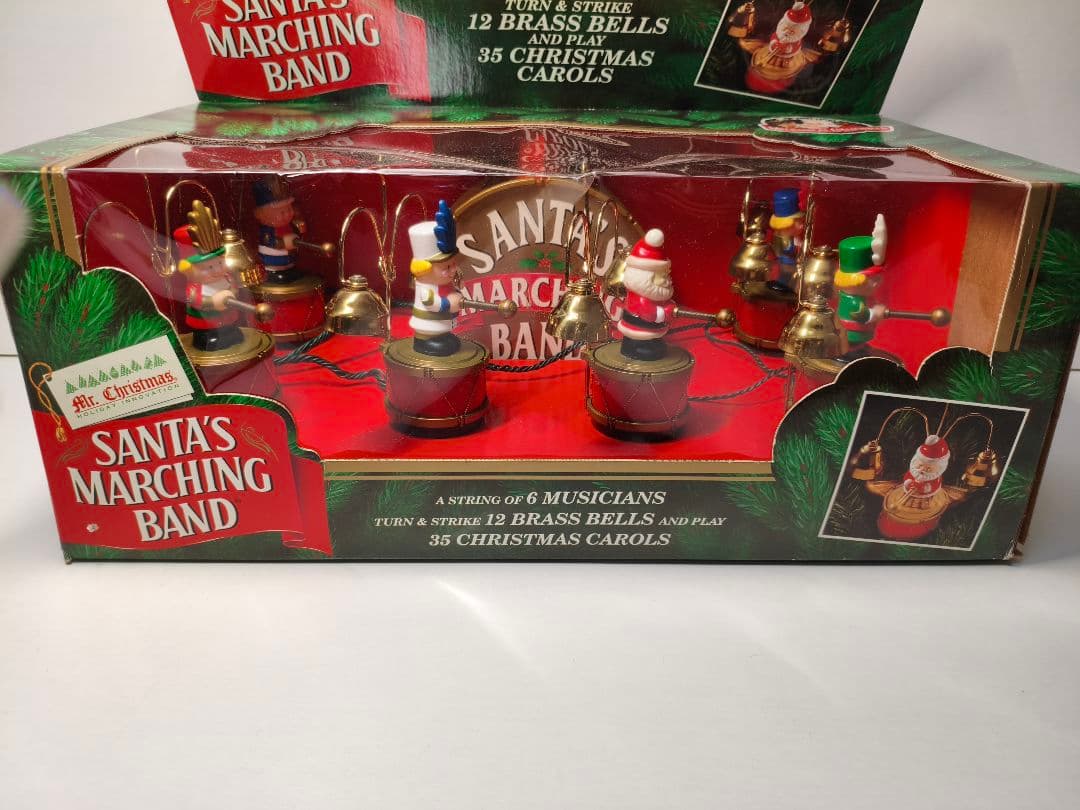 SANTA'S
MARCHING
BAND
TURN & STRIKE
12 BRASS BELLS
AND PLAY
35 CHRISTMAS
CAROLS
SANTA'S
MARCHING
BAND
Mr. Christmas
HOLIDAY INNOVATION
SANTA'S
MARCHING
BAND
A STRING OF 6 MUSICIANS
TURN & STRIKE 12 BRASS BELLS AND PLAY
35 CHRISTMAS CAROLS